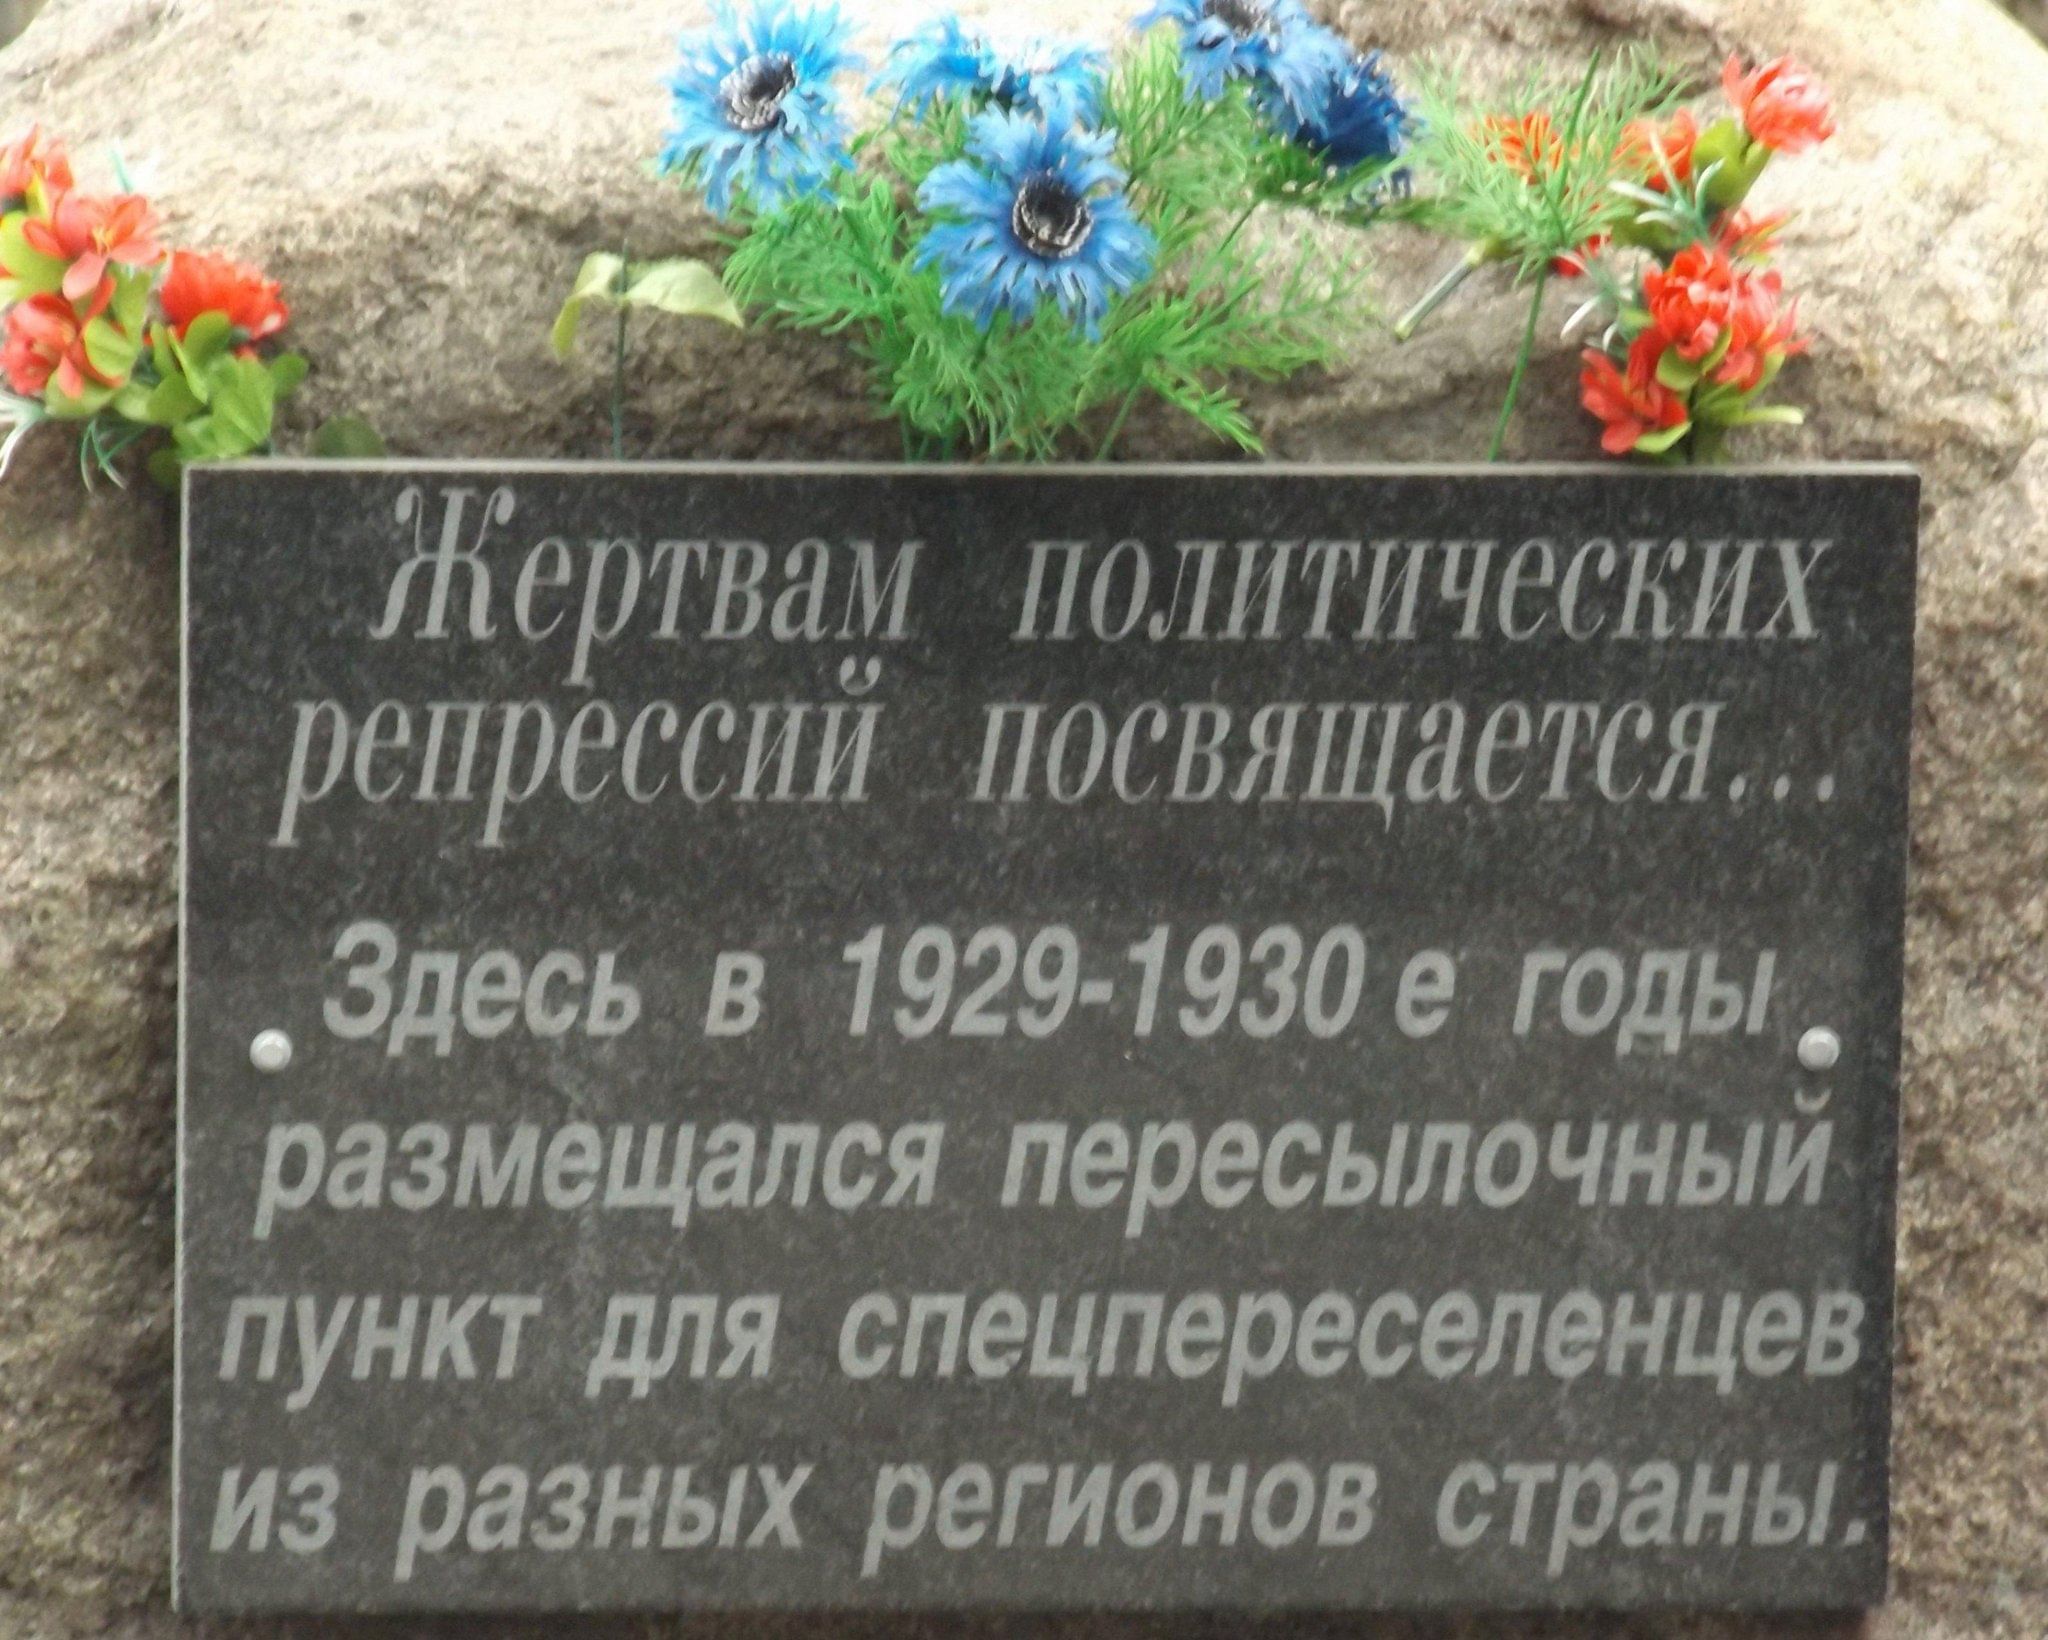 Жертвам политических
репрессий посвящается...
Здесь в 1929-1930 е годы
размещался пересылочный
пункт для спецпереселенцев
из разных регионов страны.